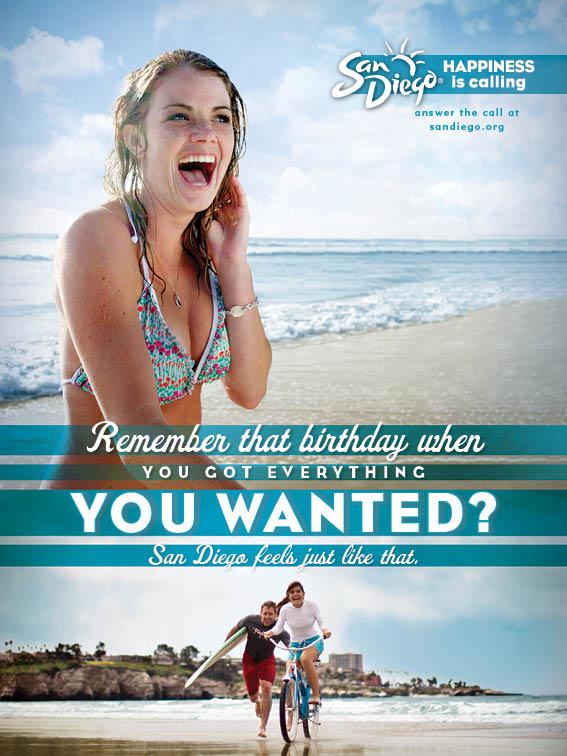 San Diego® HAPPINESS
is calling
answer the call at
sandiego.org
Remember that birthday when
YOU GOT EVERYTHING
YOU WANTED?
San Diego feels just like that.